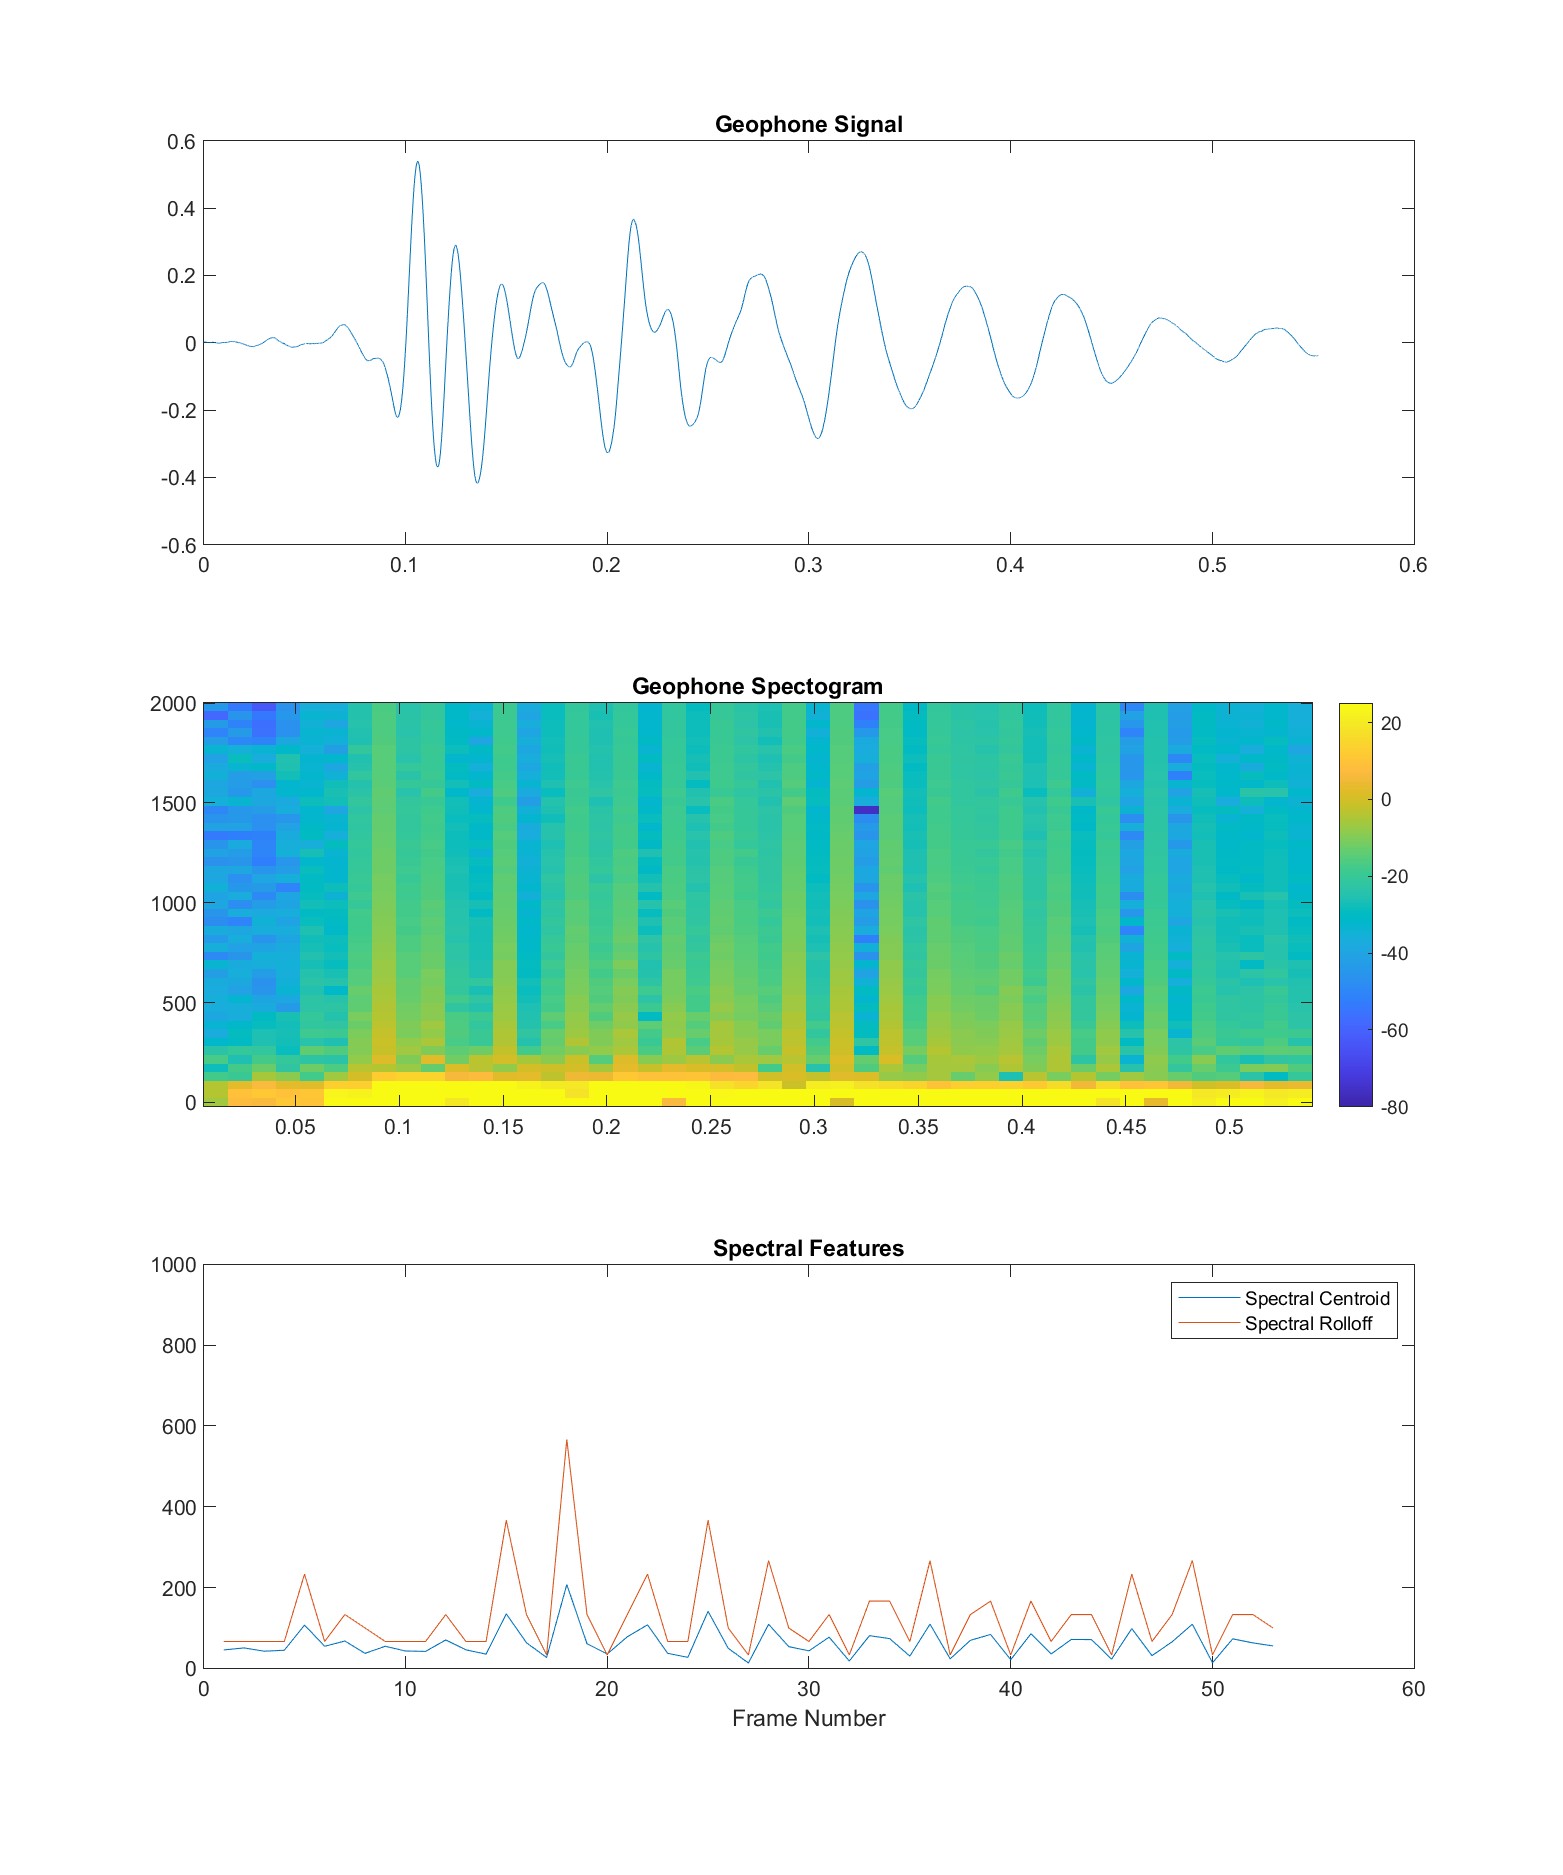 Geophone Signal
0.6
0.4
0.2
0
-0.2
-0.4
-0.6
0 0.1 0.2 0.3 0.4 0.5 0.6
Geophone Spectogram
2000
1500
1000
500
0
20
0
-20
-40
-60
-80
0.05 0.1 0.15 0.2 0.25 0.3 0.35 0.4 0.45 0.5
Spectral Features
1000
800
600
400
200
0
Spectral Centroid
Spectral Rolloff
0 10 20 30 40 50 60
Frame Number